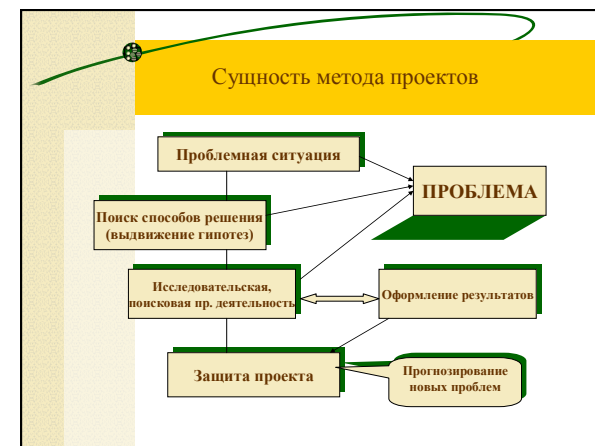 Сущность метода проектов
Проблемная ситуация
ПРОБЛЕМА
Поиск способов решения
(выдвижение гипотез)
Исследовательская,
поисковая пр. деятельность
Оформление результатов
Защита проекта
Прогнозирование
новых проблем